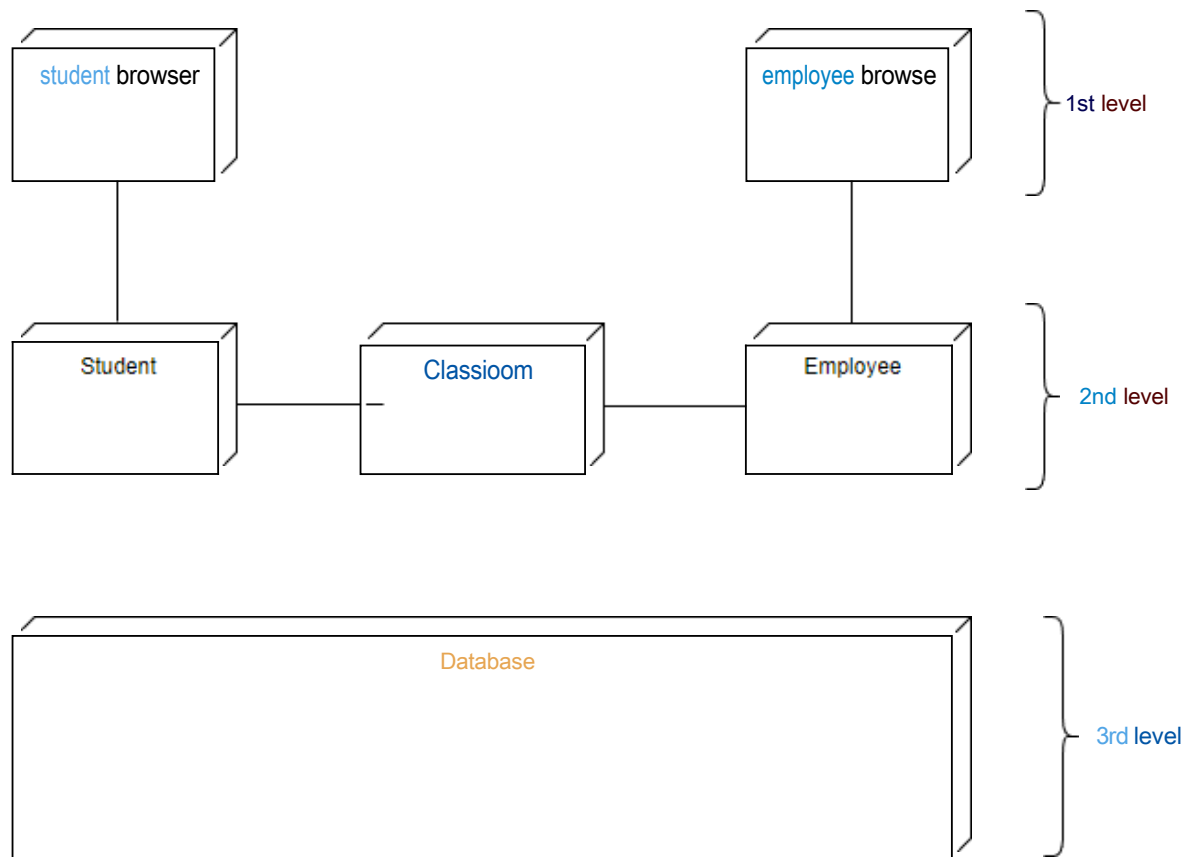 student browser
employee browse
1st level
Student
Classioom
Employee
2nd level
Database
3rd level